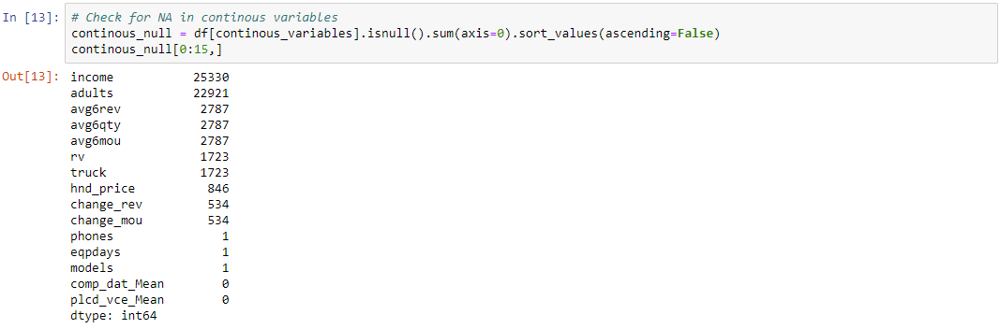 In [13]: # Check for NA in continous variables
continous_null = df[continous_variables].isnull().sum(axis=0).sort_values(ascending=False)
continous_null[0:15,]
Out[13]: income 25330
adults 22921
avg6rev 2787
avg6qty 2787
avg6mou 2787
rv 1723
truck 1723
hnd_price 846
change_rev 534
change_mou 534
phones 1
eqpdays 1
models 1
comp_dat_Mean 0
plcd_vce_Mean 0
dtype: int64